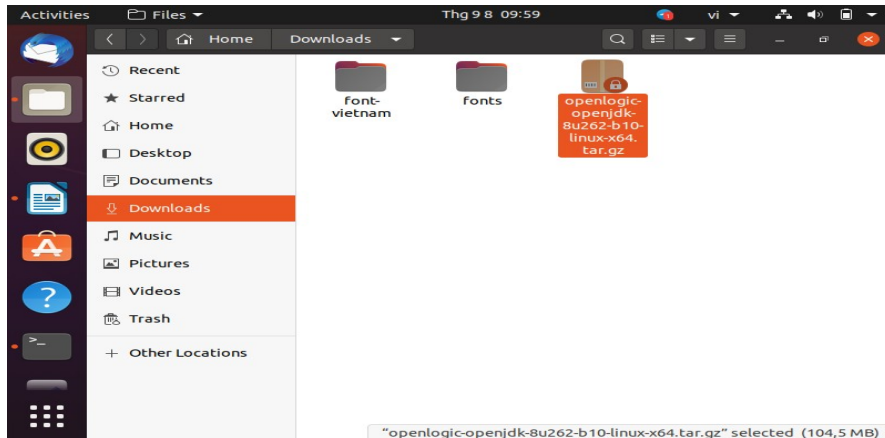 Activities Files Thg 9 8 09:59 1 vi
Home Downloads
Recent
Starred
Home
Desktop
Documents
Downloads
Music
Pictures
Videos
Trash
+ Other Locations
font-
vietnam
fonts
openlogic-
openjdk-
8u262-b10-
linux-x64.
tar.gz
"openlogic-openjdk-8u262-b10-linux-x64.tar.gz" selected (104,5 MB)